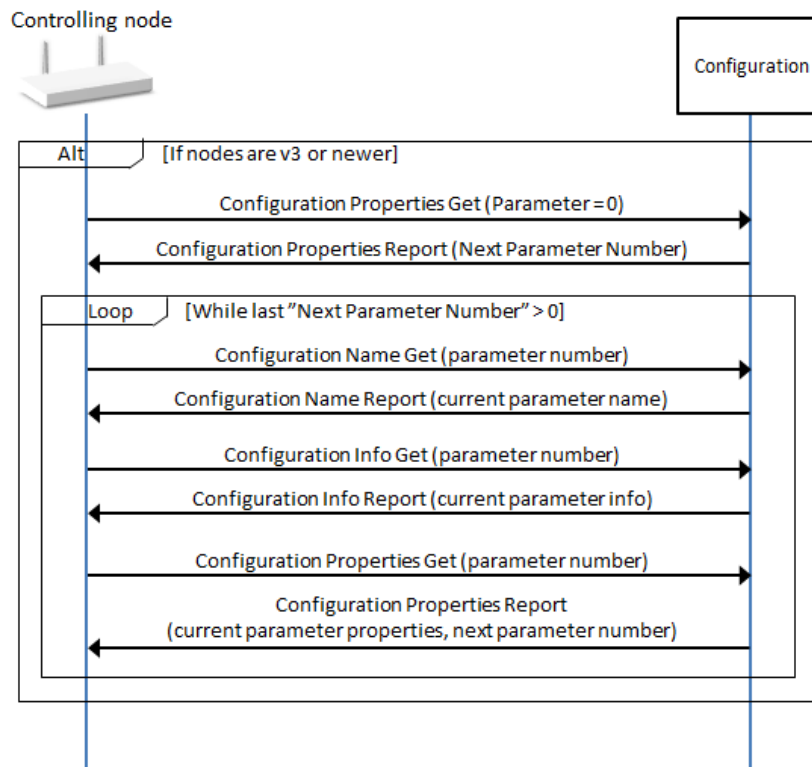 Controlling node
Configuration
Alt
[If nodes are v3 or newer]
Configuration Properties Get (Parameter = 0)
Configuration Properties Report (Next Parameter Number)
Loop
[While last ”Next Parameter Number” > 0]
Configuration Name Get (parameter number)
Configuration Name Report (current parameter name)
Configuration Info Get (parameter number)
Configuration Info Report (current parameter info)
Configuration Properties Get (parameter number)
Configuration Properties Report
(current parameter properties, next parameter number)